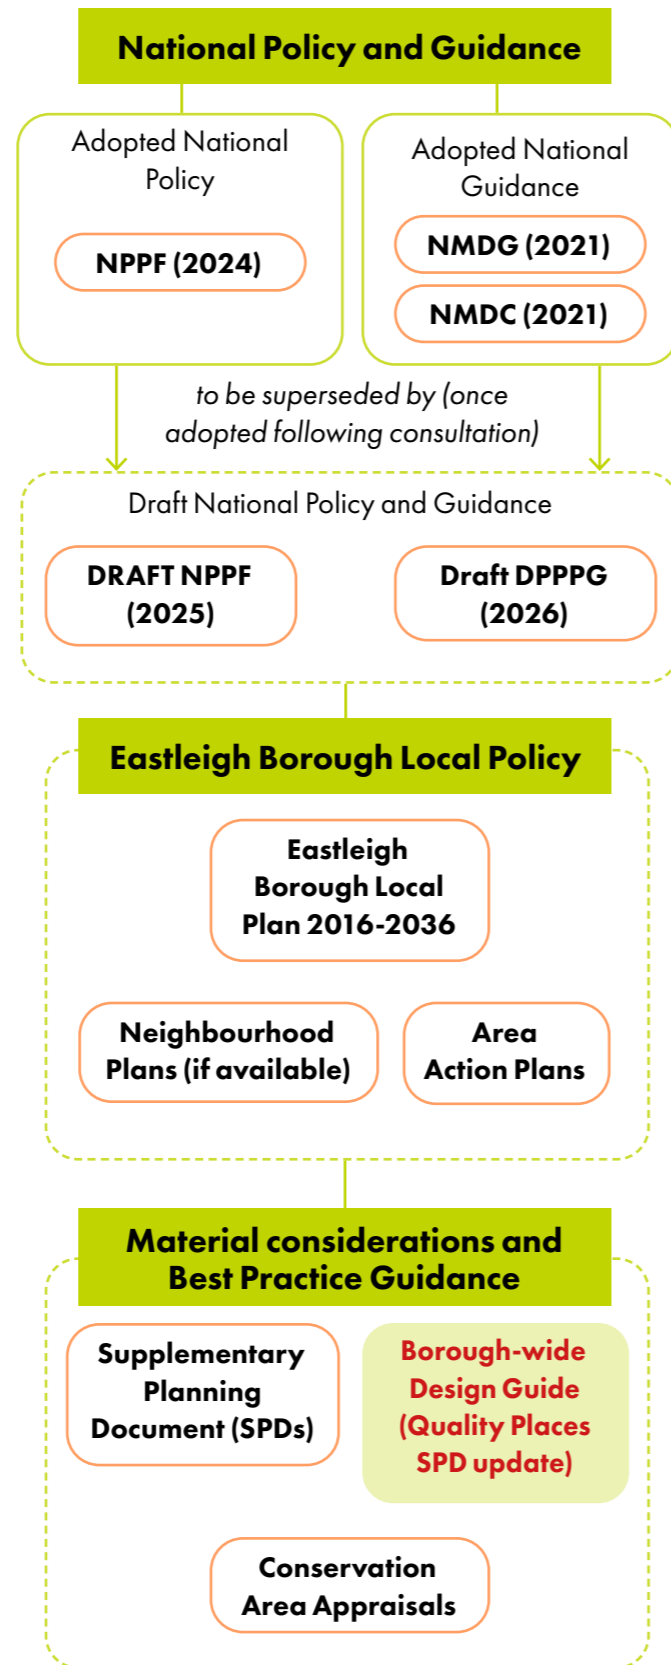 National Policy and Guidance
Adopted National
Policy
NPPF (2024)
Adopted National
Guidance
NMDG (2021)
NMDC (2021)
to be superseded by (once
adopted following consultation)
Draft National Policy and Guidance
DRAFT NPPF
(2025)
Draft DPPPG
(2026)
Eastleigh Borough Local Policy
Eastleigh
Borough Local
Plan 2016-2036
Neighbourhood
Plans (if available)
Area
Action Plans
Material considerations and
Best Practice Guidance
Supplementary
Planning
Document (SPDs)
Borough-wide
Design Guide
(Quality Places
SPD update)
Conservation
Area Appraisals